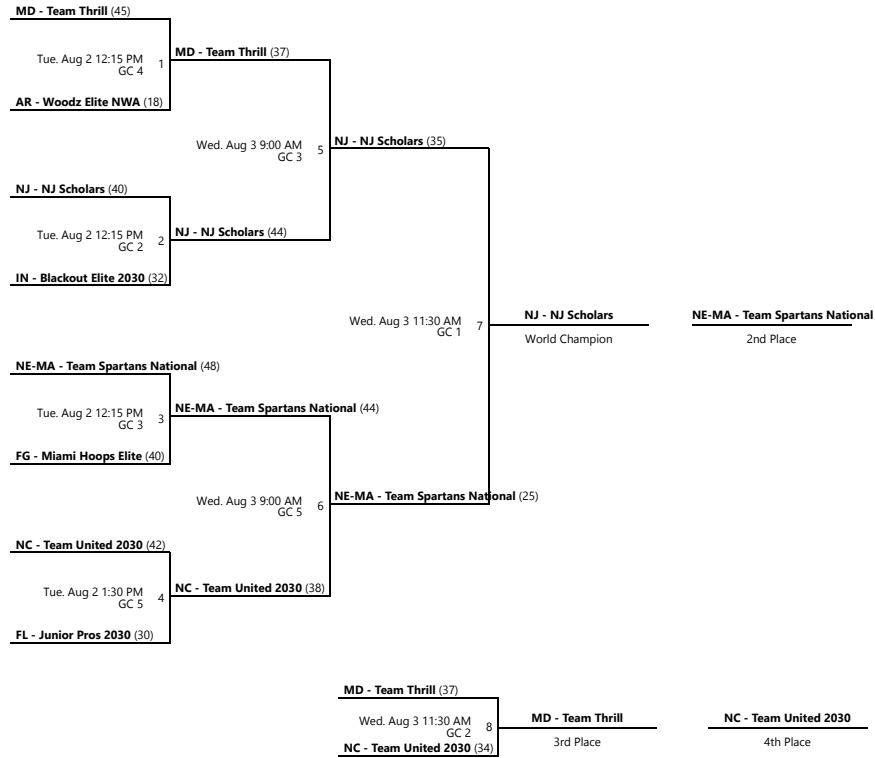 MD - Team Thrill (45)
Tue. Aug 2 12:15 PM
GC 4
1
AR - Woodz Elite NWA (18)
MD - Team Thrill (37)
Wed. Aug 3 9:00 AM
GC 3
5
NJ - NJ Scholars (35)
NJ - NJ Scholars (40)
Tue. Aug 2 12:15 PM
GC 2
2
NJ - NJ Scholars (44)
IN - Blackout Elite 2030 (32)
Wed. Aug 3 11:30 AM
GC 1
7
NJ - NJ Scholars
World Champion
NE-MA - Team Spartans National
2nd Place
NE-MA - Team Spartans National (48)
Tue. Aug 2 12:15 PM
GC 3
3
NE-MA - Team Spartans National (44)
FG - Miami Hoops Elite (40)
Wed. Aug 3 9:00 AM
GC 5
6
NE-MA - Team Spartans National (25)
NC - Team United 2030 (42)
Tue. Aug 2 1:30 PM
GC 5
4
NC - Team United 2030 (38)
FL - Junior Pros 2030 (30)
MD - Team Thrill (37)
Wed. Aug 3 11:30 AM
GC 2
8
NC - Team United 2030 (34)
MD - Team Thrill
3rd Place
NC - Team United 2030
4th Place